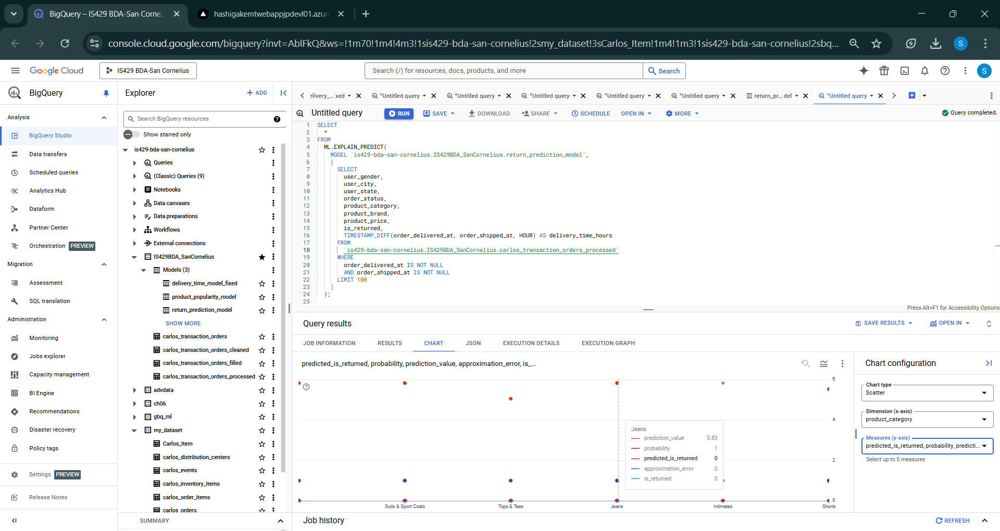 BigQuery – IS429 BDA-San Corne..
hashigakemtwebappjpdevl01.azur
console.cloud.google.com/bigquery?invt=AblFkQ&ws=!1m70!1m4!4m3!1sis429-bda-san-cornelius!2smy_dataset!3sCarlos_Item!1m4!1m3!1sis429-bda-san-cornelius!2sbq...
S
Google Cloud
IS429 BDA-San Cornelius
Search (/) for resources, docs, products, and more
Search
S
BigQuery
Analysis
BigQuery Studio
Data transfers
Scheduled queries
Analytics Hub
Dataform
Partner Center
Orchestration PREVIEW
Migration
Assessment
SQL translation
Administration
Monitoring
Jobs explorer
Capacity management
BI Engine
Recommendations
Disaster recovery
Policy tags
Settings PREVIEW
Release Notes
Explorer
+ ADD
Search BigQuery resources
Show starred only
is429-bda-san-cornelius
Queries
(Classic) Queries (9)
Notebooks
Data canvases
Data preparations
Workflows
External connections
IS429BDA_SanCornelius
Models (3)
delivery_time_model_fixed
product_popularity_model
return_prediction_model
SHOW MORE
carlos_transaction_orders
carlos_transaction_orders_cleaned
carlos_transaction_orders_filled
carlos_transaction_orders_processed
advdata
ch06
gbq_ml
my_dataset
Carlos_Item
carlos_distribution_centers
carlos_events
carlos_inventory_items
carlos_order_items
carlos_orders
SUMMARY
elivery_... xed
*Untitled query
*Untitled query
*Untitled query
*Untitled query
*Untitled query
return_pr... del
*Untitled query
Untitled query
RUN
SAVE
DOWNLOAD
SHARE
SCHEDULE
OPEN IN
MORE
Query completed.
1 SELECT
2 *
3 FROM
4 ML.EXPLAIN_PREDICT(
5 MODEL `is429-bda-san-cornelius.IS429BDA_SanCornelius.return_prediction_model`,
6 (
7 SELECT
8 user_gender,
9 user_city,
10 user_state,
11 order_status,
12 product_category,
13 product_brand,
14 product_price,
15 is_returned,
16 TIMESTAMP_DIFF(order_delivered_at, order_shipped_at, HOUR) AS delivery_time_hours
17 FROM
18 `is429-bda-san-cornelius.IS429BDA_SanCornelius.carlos_transaction_orders_processed`
19 WHERE
20 order_delivered_at IS NOT NULL
21 AND order_shipped_at IS NOT NULL
22 LIMIT 100
23 )
24 );
25
Press Alt+F1 for Accessibility Options
Query results
SAVE RESULTS
OPEN IN
JOB INFORMATION
RESULTS
CHART
JSON
EXECUTION DETAILS
EXECUTION GRAPH
predicted_is_returned, probability, prediction_value, approximation_error, is_...
6
4
2
0
Jeans
prediction_value 5.83
probability 1
predicted_is_returned 0
approximation_error 0
is_returned 0
Suits & Sport Coats
Tops & Tees
Jeans
Intimates
Shorts
Chart configuration
Chart type
Scatter
Dimension (x-axis)
product_category
Measures (y-axis)
predicted_is_returned, probability, predicti...
Select up to 5 measures
Job history
REFRESH